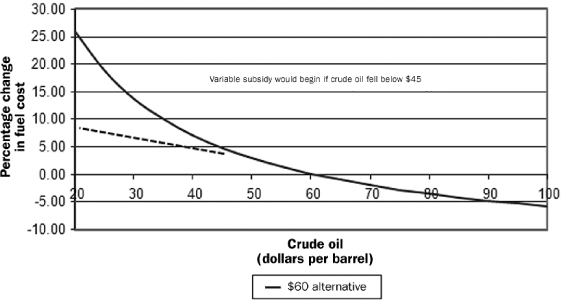 30.00
25.00
20.00
15.00
10.00
5.00
0.00
-5.00
-10.00
Percentage change
in fuel cost
Variable subsidy would begin if crude oil fell below $45
20 30 40 50 60 70 80 90 100
Crude oil
(dollars per barrel)
$60 alternative